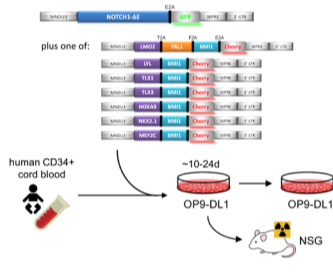 E2A
MNDU3 NOTCH1-ΔE GFP WPRE 3' LTR
T2A P2A E2A
plus one of: MNDU3 LMO2 TAL1 BMI1 Cherry WPRE 3' LTR
MNDU3 LYL BMI1 Cherry WPRE 3' LTR
MNDU3 TLX1 BMI1 Cherry WPRE 3' LTR
MNDU3 TLX3 BMI1 Cherry WPRE 3' LTR
MNDU3 HOXA9 BMI1 Cherry WPRE 3' LTR
MNDU3 NKX2.1 BMI1 Cherry WPRE 3' LTR
MNDU3 MEF2C BMI1 Cherry WPRE 3' LTR
human CD34+
cord blood
~10-24d
OP9-DL1 OP9-DL1
NSG